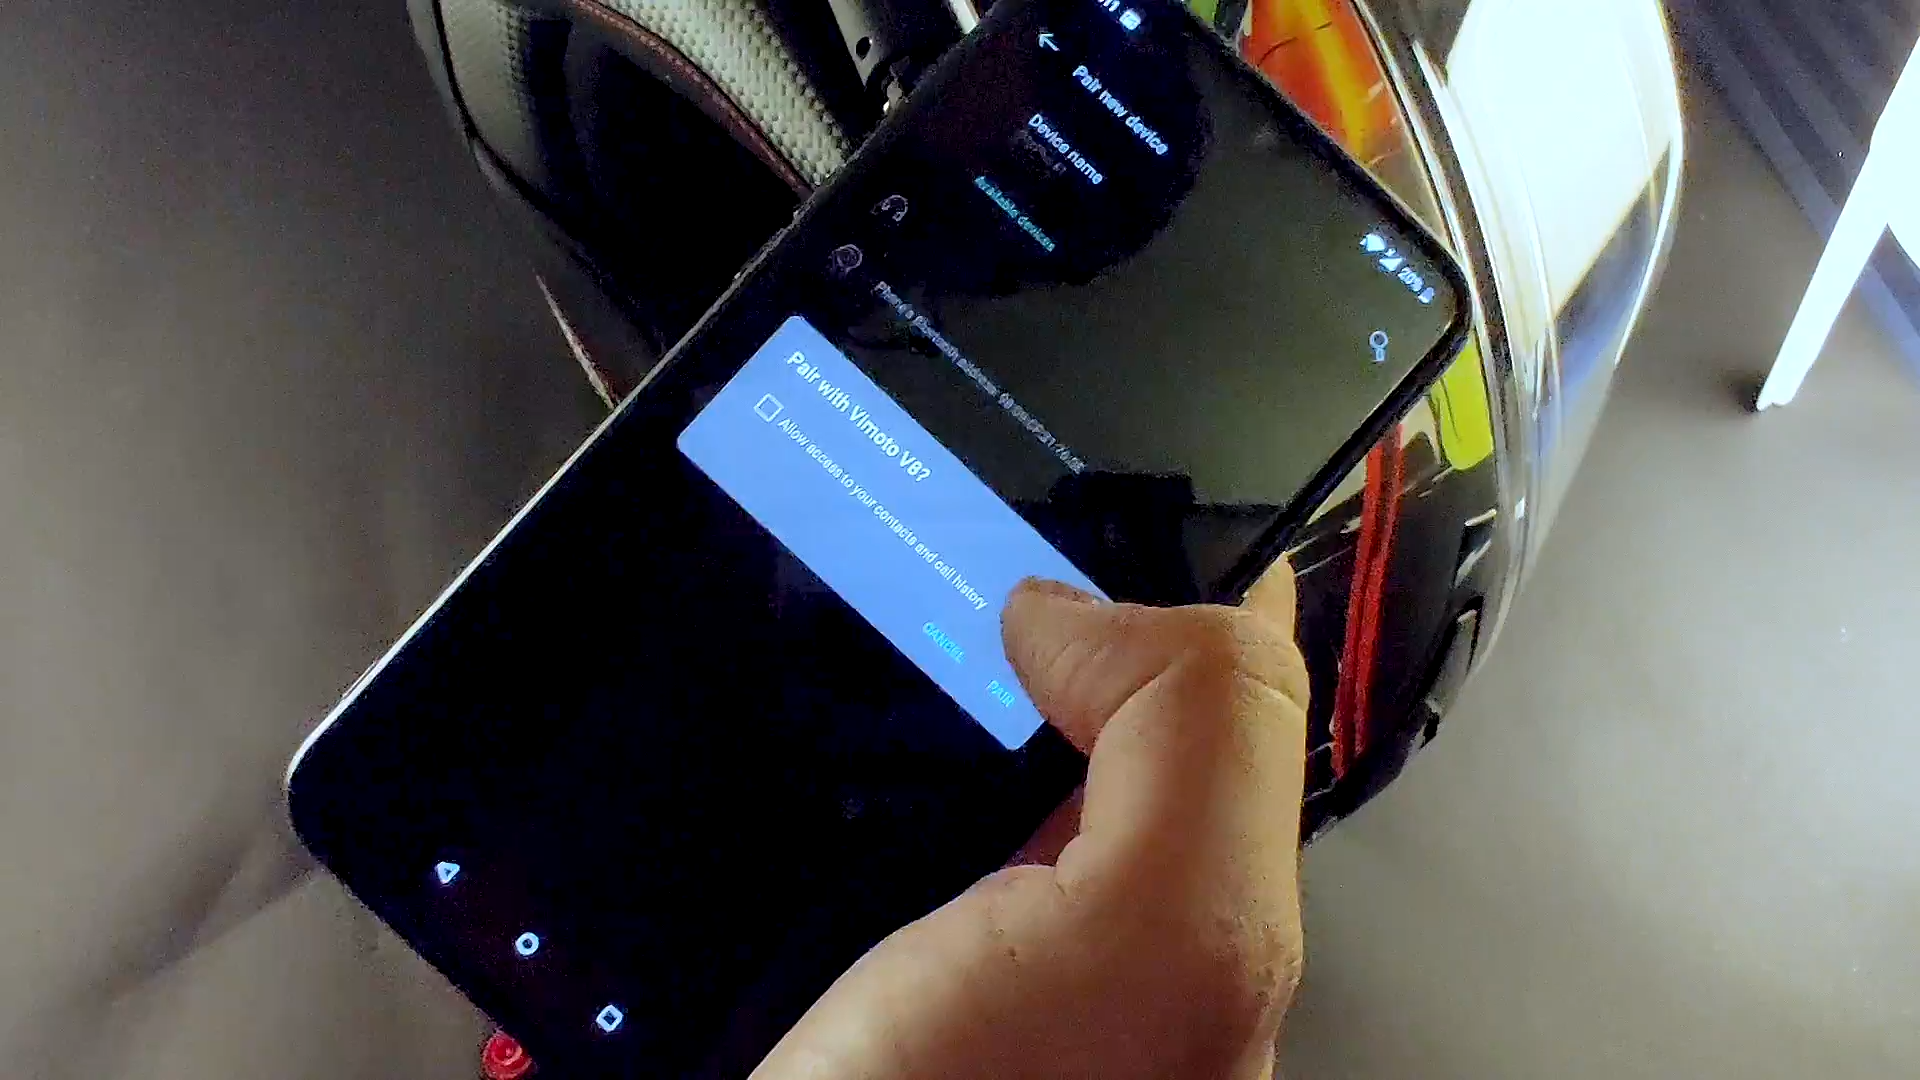 Pair new device
Device name
Available devices
Pair with Vimoto V8?
Allow access to your contacts and call history
CANCEL
PAIR